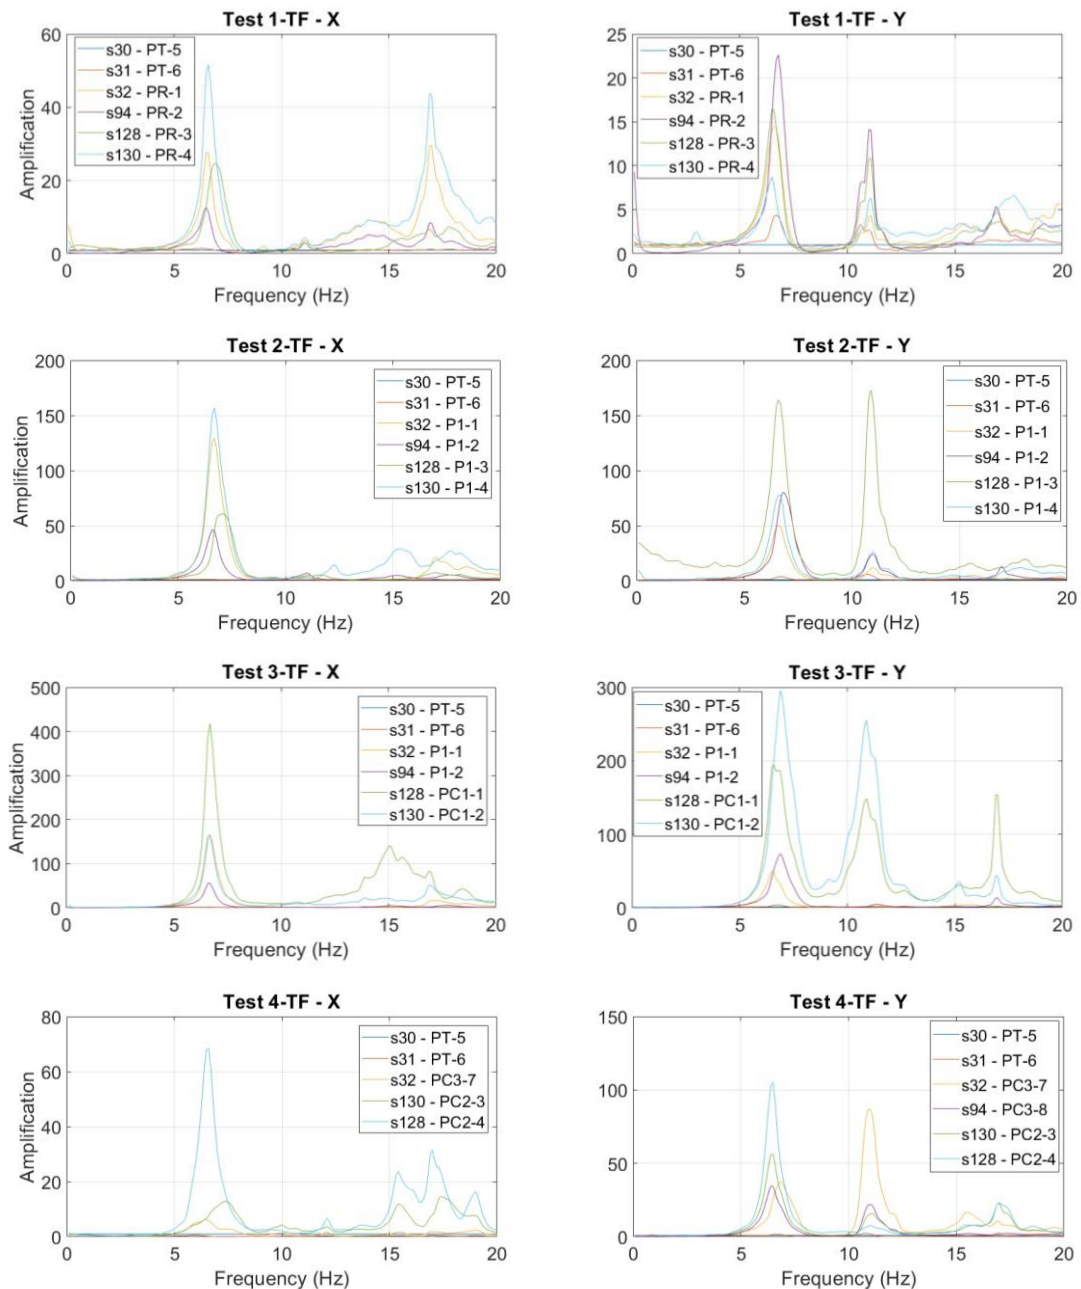 Test 1-TF - X
60
40
20
0
Amplification
s30 - PT-5
s31 - PT-6
s32 - PR-1
s94 - PR-2
s128 - PR-3
s130 - PR-4
0 5 10 15 20
Frequency (Hz)
Test 1-TF - Y
25
20
15
10
5
0
s30 - PT-5
s31 - PT-6
s32 - PR-1
s94 - PR-2
s128 - PR-3
s130 - PR-4
0 5 10 15 20
Frequency (Hz)
Test 2-TF - X
200
150
100
50
0
Amplification
s30 - PT-5
s31 - PT-6
s32 - P1-1
s94 - P1-2
s128 - P1-3
s130 - P1-4
0 5 10 15 20
Frequency (Hz)
Test 2-TF - Y
200
150
100
50
0
s30 - PT-5
s31 - PT-6
s32 - P1-1
s94 - P1-2
s128 - P1-3
s130 - P1-4
0 5 10 15 20
Frequency (Hz)
Test 3-TF - X
500
400
300
200
100
0
Amplification
s30 - PT-5
s31 - PT-6
s32 - P1-1
s94 - P1-2
s128 - PC1-1
s130 - PC1-2
0 5 10 15 20
Frequency (Hz)
Test 3-TF - Y
300
200
100
0
s30 - PT-5
s31 - PT-6
s32 - P1-1
s94 - P1-2
s128 - PC1-1
s130 - PC1-2
0 5 10 15 20
Frequency (Hz)
Test 4-TF - X
80
60
40
20
0
Amplification
s30 - PT-5
s31 - PT-6
s32 - PC3-7
s130 - PC2-3
s128 - PC2-4
0 5 10 15 20
Frequency (Hz)
Test 4-TF - Y
150
100
50
0
s30 - PT-5
s31 - PT-6
s32 - PC3-7
s94 - PC3-8
s130 - PC2-3
s128 - PC2-4
0 5 10 15 20
Frequency (Hz)